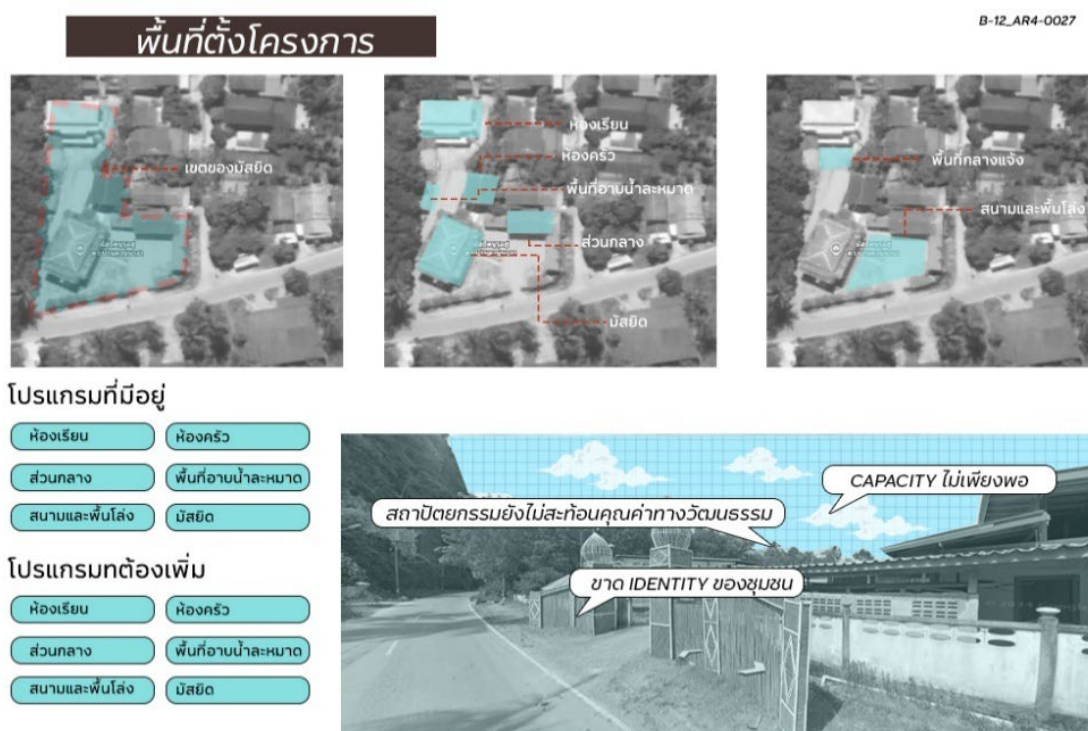 B-12_AR4-0027
พื้นที่ตั้งโครงการ
เขตของมัสยิด
ห้องเรียน
ห้องครัว
พื้นที่อาบน้ำละหมาด
ส่วนกลาง
มัสยิด
พื้นที่กลางแจ้ง
สนามและพื้นโล่ง
โปรแกรมที่มีอยู่
ห้องเรียน
ห้องครัว
ส่วนกลาง
พื้นที่อาบน้ำละหมาด
สนามและพื้นโล่ง
มัสยิด
โปรแกรมทต้องเพิ่ม
ห้องเรียน
ห้องครัว
ส่วนกลาง
พื้นที่อาบน้ำละหมาด
สนามและพื้นโล่ง
มัสยิด
CAPACITY ไม่เพียงพอ
สถาปัตยกรรมยังไม่สะท้อนคุณค่าทางวัฒนธรรม
ขาด IDENTITY ของชุมชน